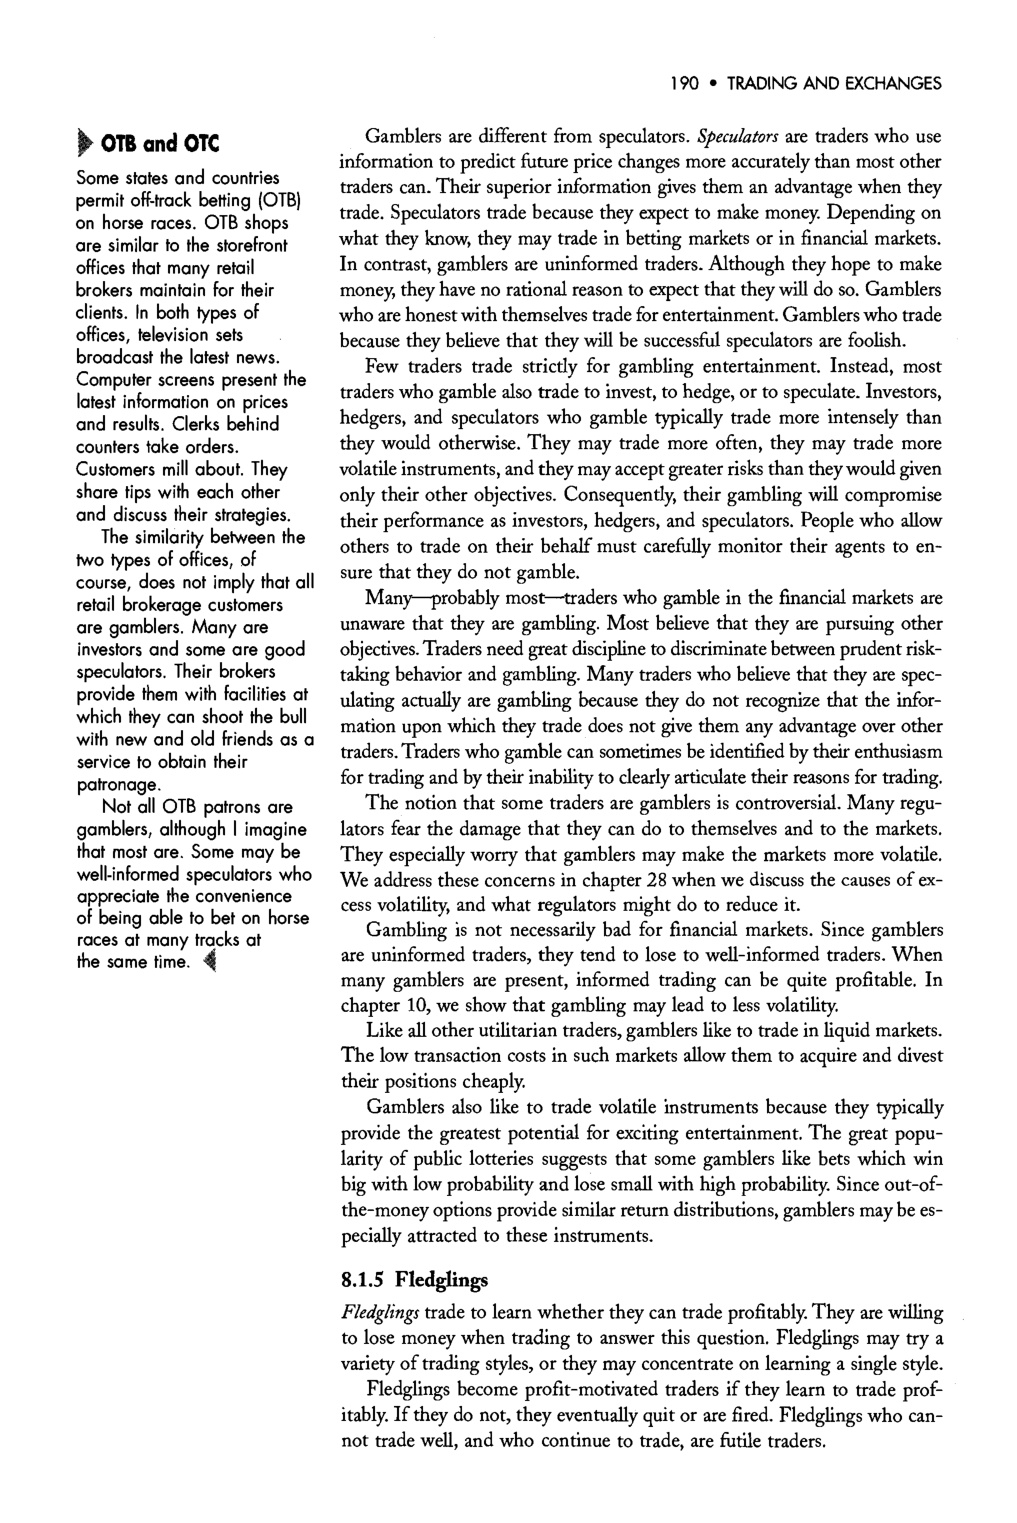 190 • TRADING AND EXCHANGES
OTB and OTC
Some states and countries
permit off-track betting (OTB)
on horse races. OTB shops
are similar to the storefront
offices that many retail
brokers maintain for their
clients. In both types of
offices, television sets
broadcast the latest news.
Computer screens present the
latest information on prices
and results. Clerks behind
counters take orders.
Customers mill about. They
share tips with each other
and discuss their strategies.
The similarity between the
two types of offices, of
course, does not imply that all
retail brokerage customers
are gamblers. Many are
investors and some are good
speculators. Their brokers
provide them with facilities at
which they can shoot the bull
with new and old friends as a
service to obtain their
patronage.
Not all OTB patrons are
gamblers, although I imagine
that most are. Some may be
well-informed speculators who
appreciate the convenience
of being able to bet on horse
races at many tracks at
the same time.
Gamblers are different from speculators. Speculators are traders who use
information to predict future price changes more accurately than most other
traders can. Their superior information gives them an advantage when they
trade. Speculators trade because they expect to make money. Depending on
what they know, they may trade in betting markets or in financial markets.
In contrast, gamblers are uninformed traders. Although they hope to make
money, they have no rational reason to expect that they will do so. Gamblers
who are honest with themselves trade for entertainment. Gamblers who trade
because they believe that they will be successful speculators are foolish.
Few traders trade strictly for gambling entertainment. Instead, most
traders who gamble also trade to invest, to hedge, or to speculate. Investors,
hedgers, and speculators who gamble typically trade more intensely than
they would otherwise. They may trade more often, they may trade more
volatile instruments, and they may accept greater risks than they would given
only their other objectives. Consequently, their gambling will compromise
their performance as investors, hedgers, and speculators. People who allow
others to trade on their behalf must carefully monitor their agents to en-
sure that they do not gamble.
Many—probably most—traders who gamble in the financial markets are
unaware that they are gambling. Most believe that they are pursuing other
objectives. Traders need great discipline to discriminate between prudent risk-
taking behavior and gambling. Many traders who believe that they are spec-
ulating actually are gambling because they do not recognize that the infor-
mation upon which they trade does not give them any advantage over other
traders. Traders who gamble can sometimes be identified by their enthusiasm
for trading and by their inability to clearly articulate their reasons for trading.
The notion that some traders are gamblers is controversial. Many regu-
lators fear the damage that they can do to themselves and to the markets.
They especially worry that gamblers may make the markets more volatile.
We address these concerns in chapter 28 when we discuss the causes of ex-
cess volatility, and what regulators might do to reduce it.
Gambling is not necessarily bad for financial markets. Since gamblers
are uninformed traders, they tend to lose to well-informed traders. When
many gamblers are present, informed trading can be quite profitable. In
chapter 10, we show that gambling may lead to less volatility.
Like all other utilitarian traders, gamblers like to trade in liquid markets.
The low transaction costs in such markets allow them to acquire and divest
their positions cheaply.
Gamblers also like to trade volatile instruments because they typically
provide the greatest potential for exciting entertainment. The great popu-
larity of public lotteries suggests that some gamblers like bets which win
big with low probability and lose small with high probability. Since out-of-
the-money options provide similar return distributions, gamblers may be es-
pecially attracted to these instruments.
8.1.5 Fledglings
Fledglings trade to learn whether they can trade profitably. They are willing
to lose money when trading to answer this question. Fledglings may try a
variety of trading styles, or they may concentrate on learning a single style.
Fledglings become profit-motivated traders if they learn to trade prof-
itably. If they do not, they eventually quit or are fired. Fledglings who can-
not trade well, and who continue to trade, are futile traders.